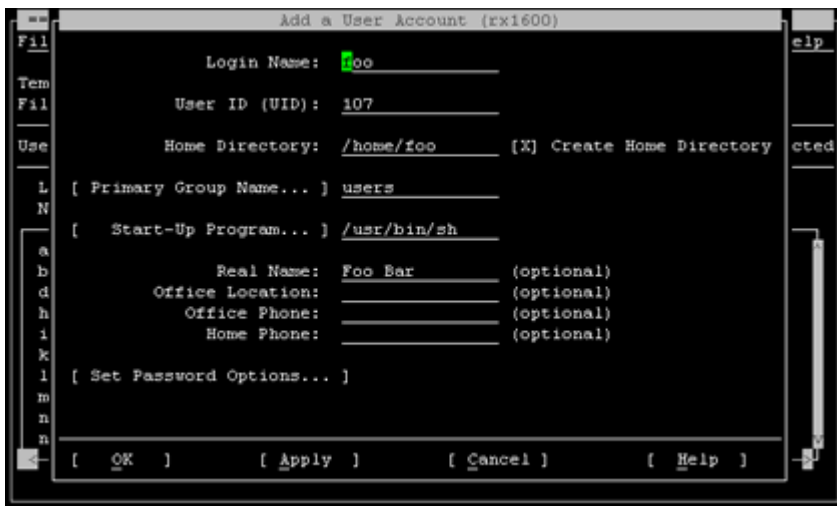 == Add a User Account (rx1600)
Fil elp
Login Name: foo
Tem
Fil User ID (UID): 107
Use Home Directory: /home/foo [X] Create Home Directory cted
L [ Primary Group Name... ] users
N
[ Start-Up Program... ] /usr/bin/sh
a
b Real Name: Foo Bar (optional)
d Office Location: (optional)
h Office Phone: (optional)
i Home Phone: (optional)
k
l [ Set Password Options... ]
m
n
n
[ OK ] [ Apply ] [ Cancel ] [ Help ]